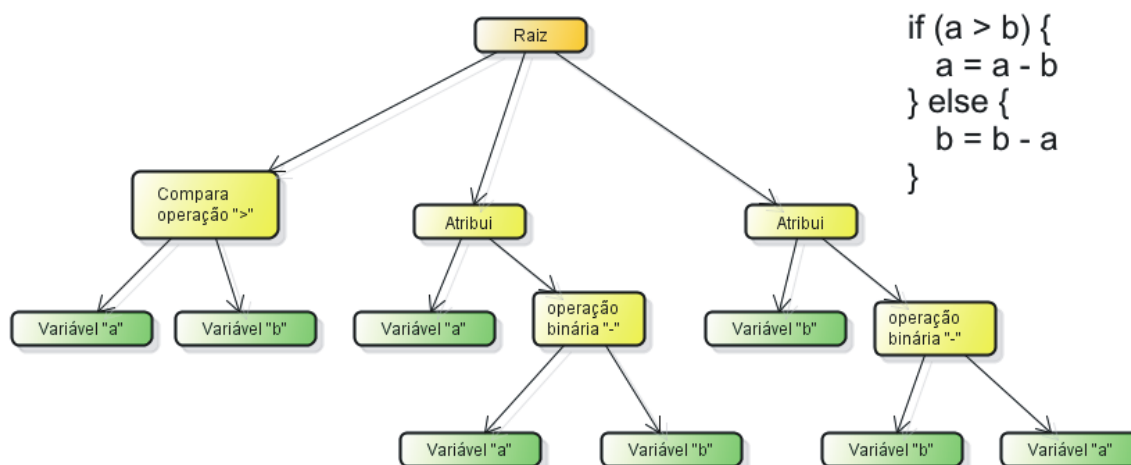 Raiz
if (a > b) {
a = a - b
} else {
b = b - a
}
Compara
operação ">"
Atribui
Atribui
Variável "a"
Variável "b"
Variável "a"
operação
binária "-"
Variável "b"
operação
binária "-"
Variável "a"
Variável "b"
Variável "b"
Variável "a"